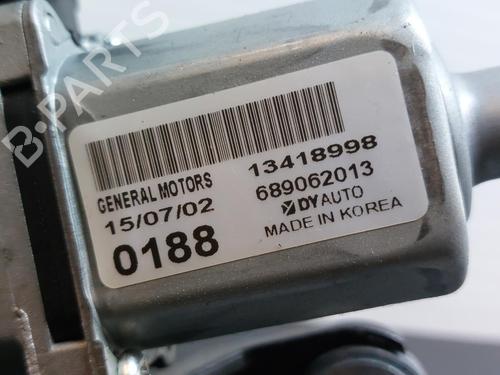 B-PARTS
GENERAL MOTORS 13418998
15/07/02 689062013
DY AUTO
0188 MADE IN KOREA